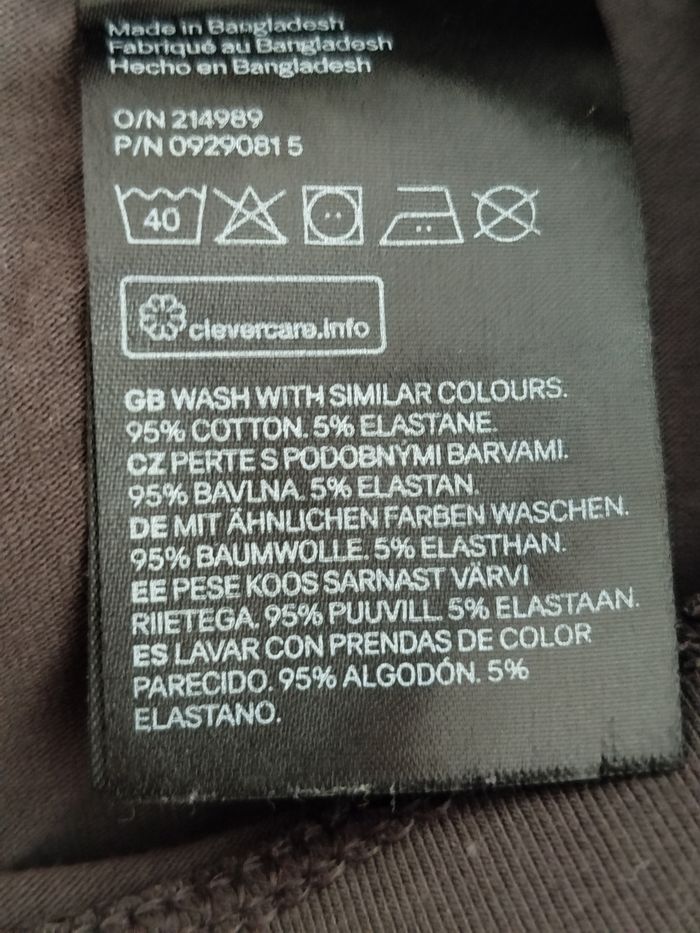 Made in Bangladesh
Fabriqué au Bangladesh
Hecho en Bangladesh
O/N 214989
P/N 0929081 5
40
clevercare.info
GB WASH WITH SIMILAR COLOURS.
95% COTTON. 5% ELASTANE.
CZ PERTE S PODOBNÝMI BARVAMI.
95% BAVLNA. 5% ELASTAN.
DE MIT ÄHNLICHEN FARBEN WASCHEN.
95% BAUMWOLLE. 5% ELASTHAN.
EE PESE KOOS SARNAST VÄRVI
RIIETEGA. 95% PUUVILL. 5% ELASTAAN.
ES LAVAR CON PRENDAS DE COLOR
PARECIDO. 95% ALGODÓN. 5%
ELASTANO.